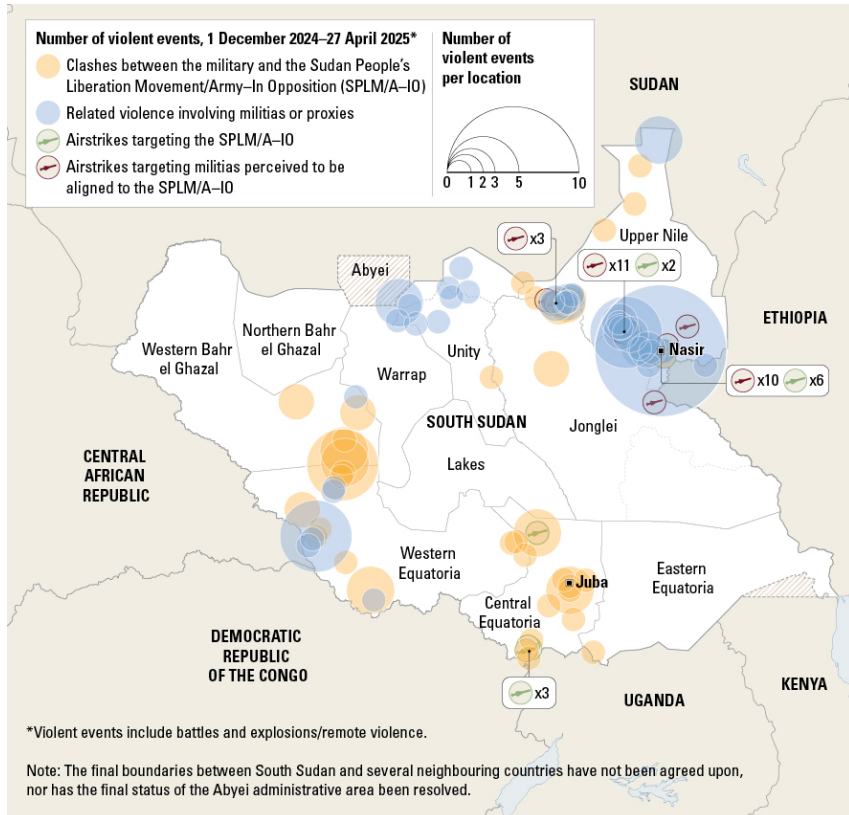 Number of violent events, 1 December 2024–27 April 2025*
Clashes between the military and the Sudan People's
Liberation Movement/Army–In Opposition (SPLM/A–IO)
Related violence involving militias or proxies
Airstrikes targeting the SPLM/A–IO
Airstrikes targeting militias perceived to be
aligned to the SPLM/A–IO
Number of
violent events
per location
0 1 2 3 5 10
SUDAN
x3
Upper Nile
Abyei
x11 x2
ETHIOPIA
Northern Bahr
el Ghazal
Western Bahr
el Ghazal
Unity
Nasir
Warrap
x10 x6
SOUTH SUDAN
Jonglei
CENTRAL
AFRICAN
REPUBLIC
Lakes
Western
Equatoria
Eastern
Equatoria
Juba
Central
Equatoria
DEMOCRATIC
REPUBLIC
OF THE CONGO
KENYA
x3
UGANDA
*Violent events include battles and explosions/remote violence.
Note: The final boundaries between South Sudan and several neighbouring countries have not been agreed upon,
nor has the final status of the Abyei administrative area been resolved.